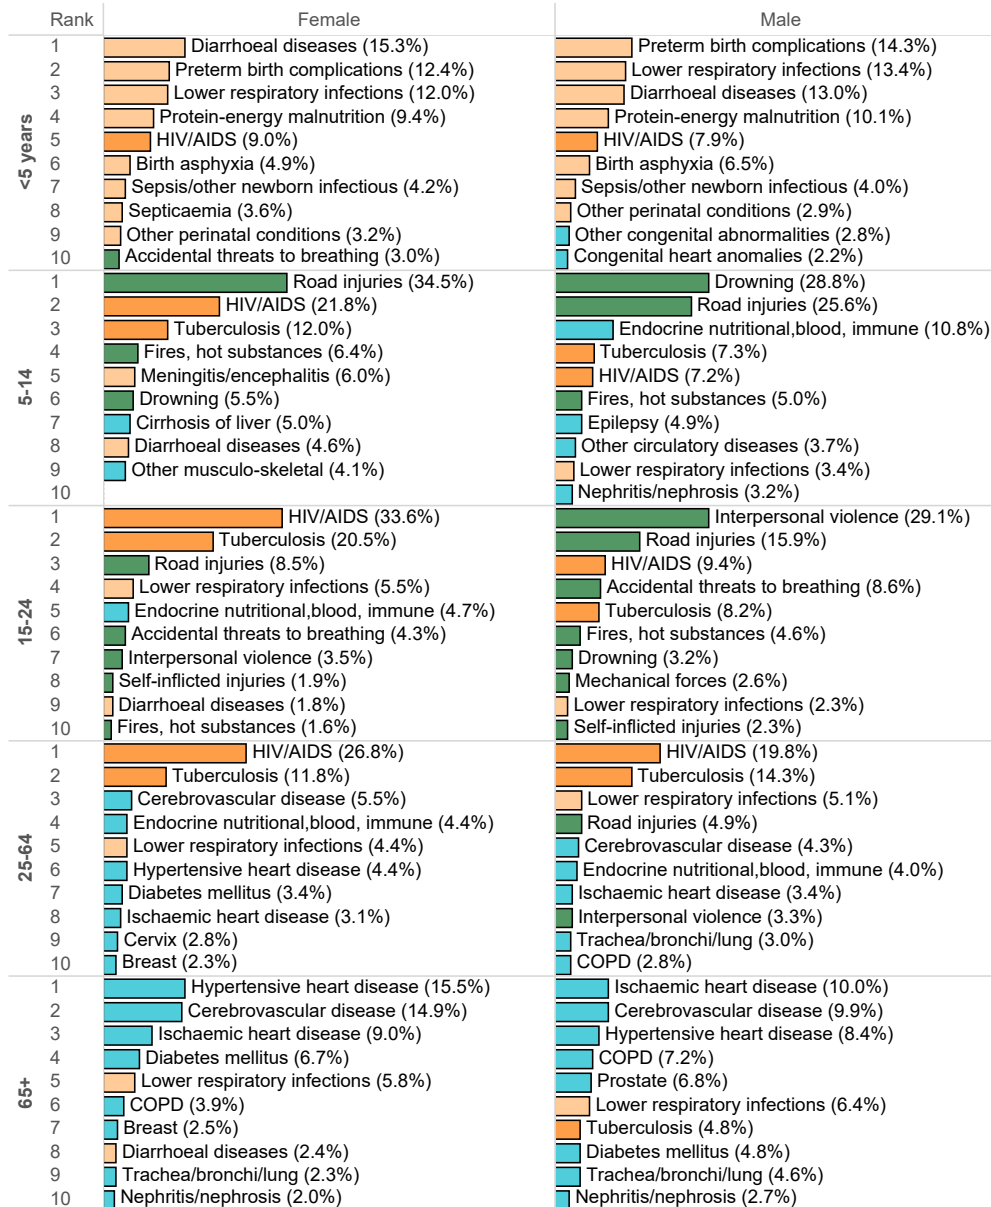 Rank Female Male
<5 years
1 Diarrhoeal diseases (15.3%) Preterm birth complications (14.3%)
2 Preterm birth complications (12.4%) Lower respiratory infections (13.4%)
3 Lower respiratory infections (12.0%) Diarrhoeal diseases (13.0%)
4 Protein-energy malnutrition (9.4%) Protein-energy malnutrition (10.1%)
5 HIV/AIDS (9.0%) HIV/AIDS (7.9%)
6 Birth asphyxia (4.9%) Birth asphyxia (6.5%)
7 Sepsis/other newborn infectious (4.2%) Sepsis/other newborn infectious (4.0%)
8 Septicaemia (3.6%) Other perinatal conditions (2.9%)
9 Other perinatal conditions (3.2%) Other congenital abnormalities (2.8%)
10 Accidental threats to breathing (3.0%) Congenital heart anomalies (2.2%)
5-14
1 Road injuries (34.5%) Drowning (28.8%)
2 HIV/AIDS (21.8%) Road injuries (25.6%)
3 Tuberculosis (12.0%) Endocrine nutritional,blood, immune (10.8%)
4 Fires, hot substances (6.4%) Tuberculosis (7.3%)
5 Meningitis/encephalitis (6.0%) HIV/AIDS (7.2%)
6 Drowning (5.5%) Fires, hot substances (5.0%)
7 Cirrhosis of liver (5.0%) Epilepsy (4.9%)
8 Diarrhoeal diseases (4.6%) Other circulatory diseases (3.7%)
9 Other musculo-skeletal (4.1%) Lower respiratory infections (3.4%)
10 Nephritis/nephrosis (3.2%)
15-24
1 HIV/AIDS (33.6%) Interpersonal violence (29.1%)
2 Tuberculosis (20.5%) Road injuries (15.9%)
3 Road injuries (8.5%) HIV/AIDS (9.4%)
4 Lower respiratory infections (5.5%) Accidental threats to breathing (8.6%)
5 Endocrine nutritional,blood, immune (4.7%) Tuberculosis (8.2%)
6 Accidental threats to breathing (4.3%) Fires, hot substances (4.6%)
7 Interpersonal violence (3.5%) Drowning (3.2%)
8 Self-inflicted injuries (1.9%) Mechanical forces (2.6%)
9 Diarrhoeal diseases (1.8%) Lower respiratory infections (2.3%)
10 Fires, hot substances (1.6%) Self-inflicted injuries (2.3%)
25-64
1 HIV/AIDS (26.8%) HIV/AIDS (19.8%)
2 Tuberculosis (11.8%) Tuberculosis (14.3%)
3 Cerebrovascular disease (5.5%) Lower respiratory infections (5.1%)
4 Endocrine nutritional,blood, immune (4.4%) Road injuries (4.9%)
5 Lower respiratory infections (4.4%) Cerebrovascular disease (4.3%)
6 Hypertensive heart disease (4.4%) Endocrine nutritional,blood, immune (4.0%)
7 Diabetes mellitus (3.4%) Ischaemic heart disease (3.4%)
8 Ischaemic heart disease (3.1%) Interpersonal violence (3.3%)
9 Cervix (2.8%) Trachea/bronchi/lung (3.0%)
10 Breast (2.3%) COPD (2.8%)
65+
1 Hypertensive heart disease (15.5%) Ischaemic heart disease (10.0%)
2 Cerebrovascular disease (14.9%) Cerebrovascular disease (9.9%)
3 Ischaemic heart disease (9.0%) Hypertensive heart disease (8.4%)
4 Diabetes mellitus (6.7%) COPD (7.2%)
5 Lower respiratory infections (5.8%) Prostate (6.8%)
6 COPD (3.9%) Lower respiratory infections (6.4%)
7 Breast (2.5%) Tuberculosis (4.8%)
8 Diarrhoeal diseases (2.4%) Diabetes mellitus (4.8%)
9 Trachea/bronchi/lung (2.3%) Trachea/bronchi/lung (4.6%)
10 Nephritis/nephrosis (2.0%) Nephritis/nephrosis (2.7%)